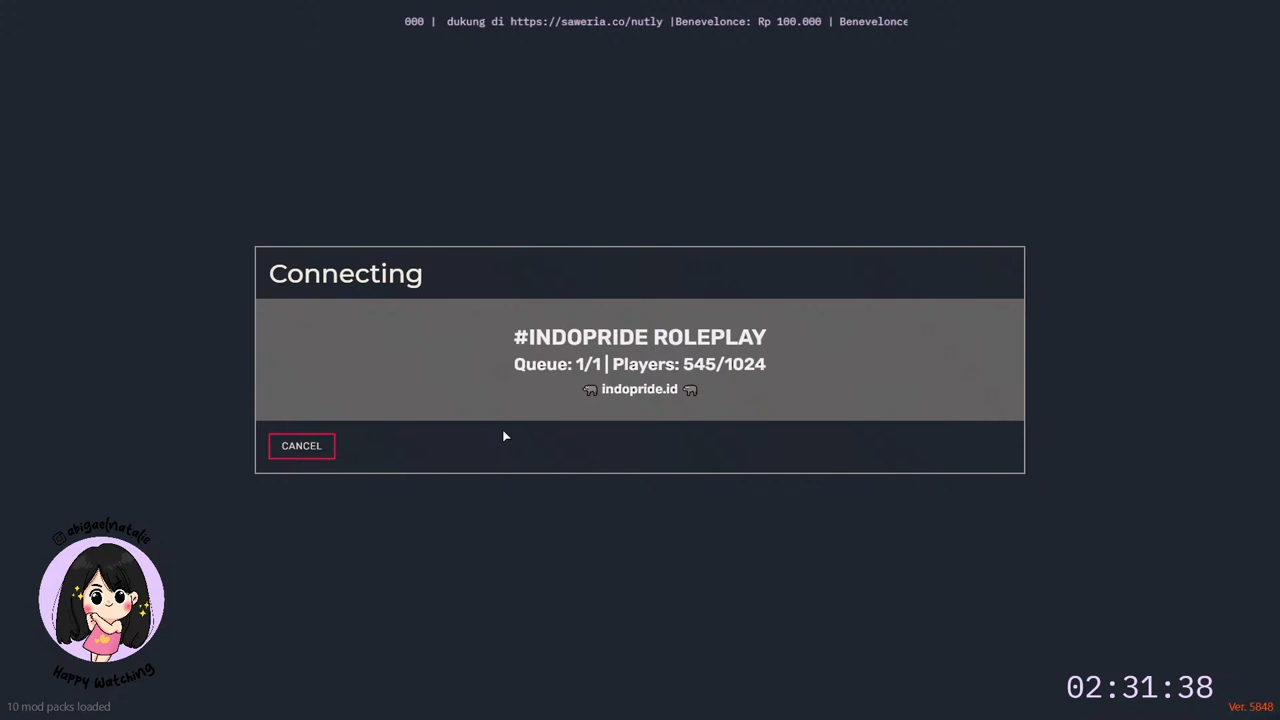 000 | dukung di https://saweria.co/nutly |Benevelonce: Rp 100.000 | Benevelonce
Connecting
#INDOPRIDE ROLEPLAY
Queue: 1/1 | Players: 545/1024
indopride.id
CANCEL
abigaelnatalie
Happy Watching
02:31:38
10 mod packs loaded
Ver. 5848